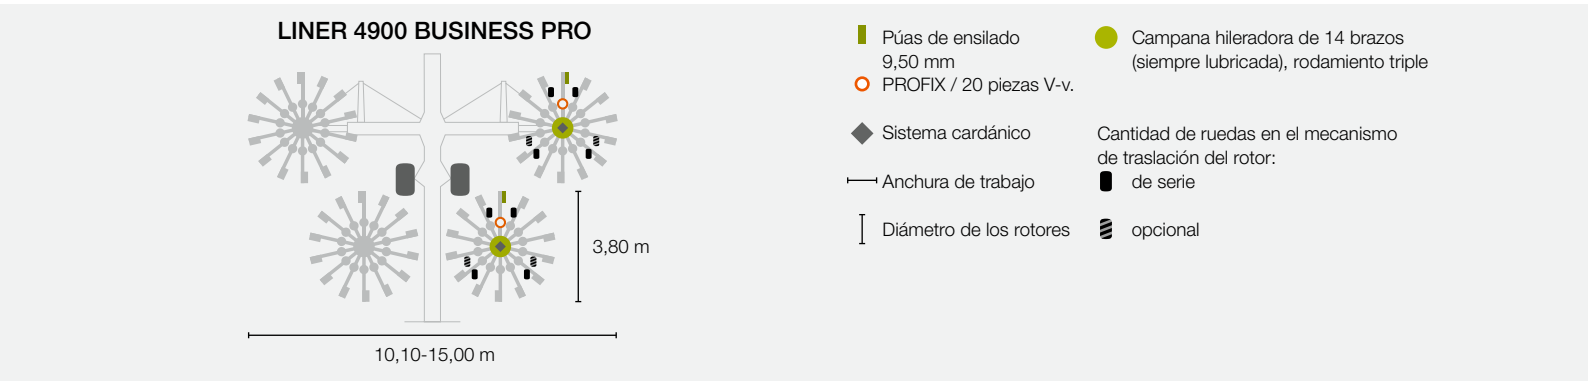 LINER 4900 BUSINESS PRO
3,80 m
10,10-15,00 m
Púas de ensilado
9,50 mm
PROFIX / 20 piezas V-v.
Sistema cardánico
Anchura de trabajo
Diámetro de los rotores
Campana hileradora de 14 brazos
(siempre lubricada), rodamiento triple
Cantidad de ruedas en el mecanismo
de traslación del rotor:
de serie
opcional